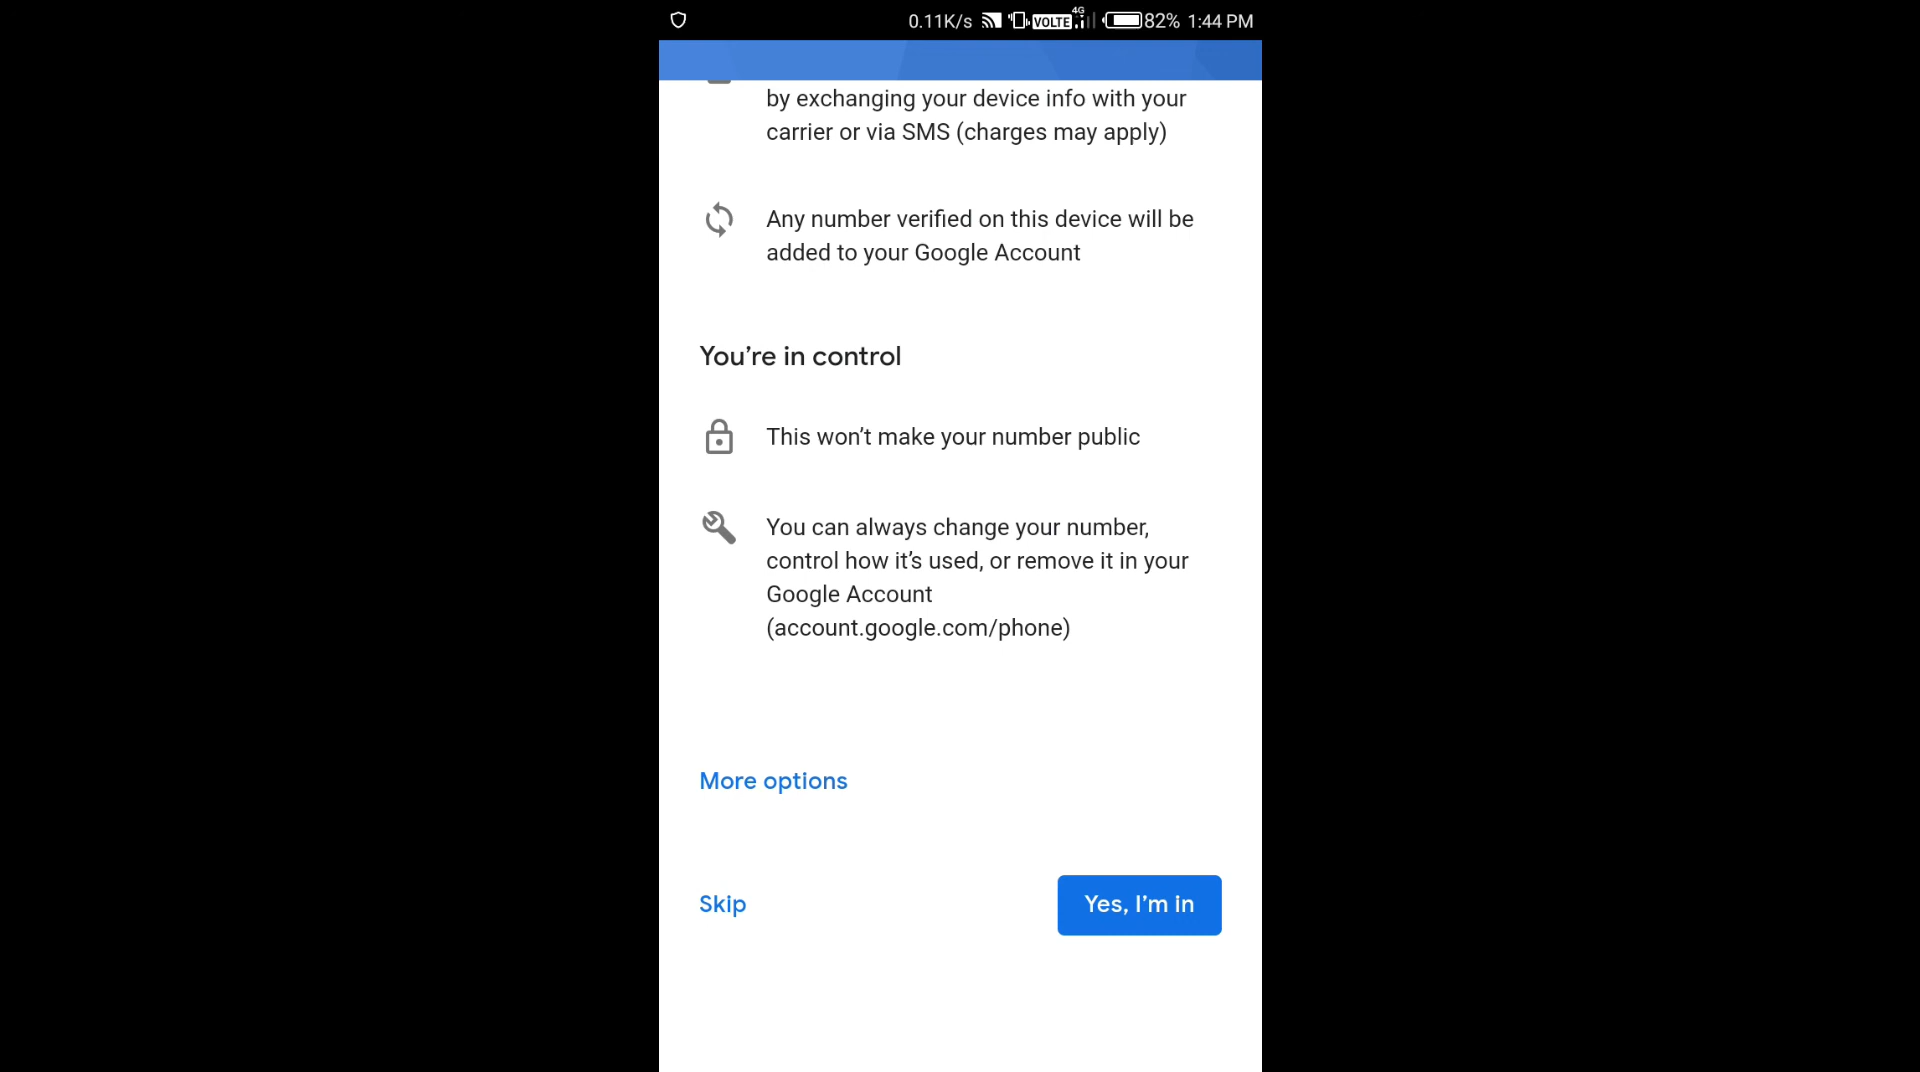 0.11K/s VOLTE 4G 82% 1:44 PM
by exchanging your device info with your
carrier or via SMS (charges may apply)
Any number verified on this device will be
added to your Google Account
You’re in control
This won’t make your number public
You can always change your number,
control how it’s used, or remove it in your
Google Account
(account.google.com/phone)
More options
Skip
Yes, I’m in